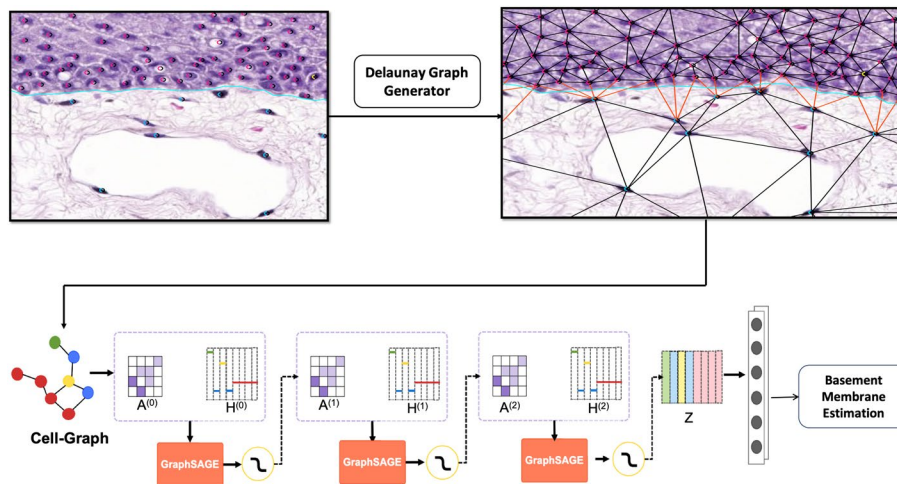 Delaunay Graph
Generator
A(0)
H(0)
A(1)
H(1)
A(2)
H(2)
Z
Cell-Graph
GraphSAGE
GraphSAGE
GraphSAGE
Basement
Membrane
Estimation